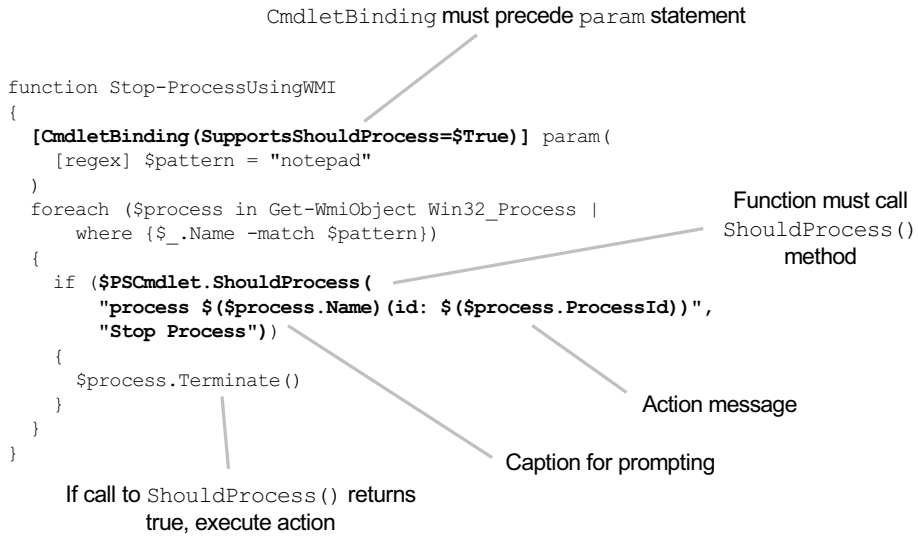 CmdletBinding must precede param statement
function Stop-ProcessUsingWMI
{
[CmdletBinding(SupportsShouldProcess=$True)] param(
[regex] $pattern = "notepad"
)
foreach ($process in Get-WmiObject Win32_Process |
where {$_.Name -match $pattern})
{
if ($PSCmdlet.ShouldProcess(
"process $($process.Name)(id: $($process.ProcessId))",
"Stop Process"))
{
$process.Terminate()
}
}
}
Function must call
ShouldProcess()
method
Action message
Caption for prompting
If call to ShouldProcess() returns
true, execute action